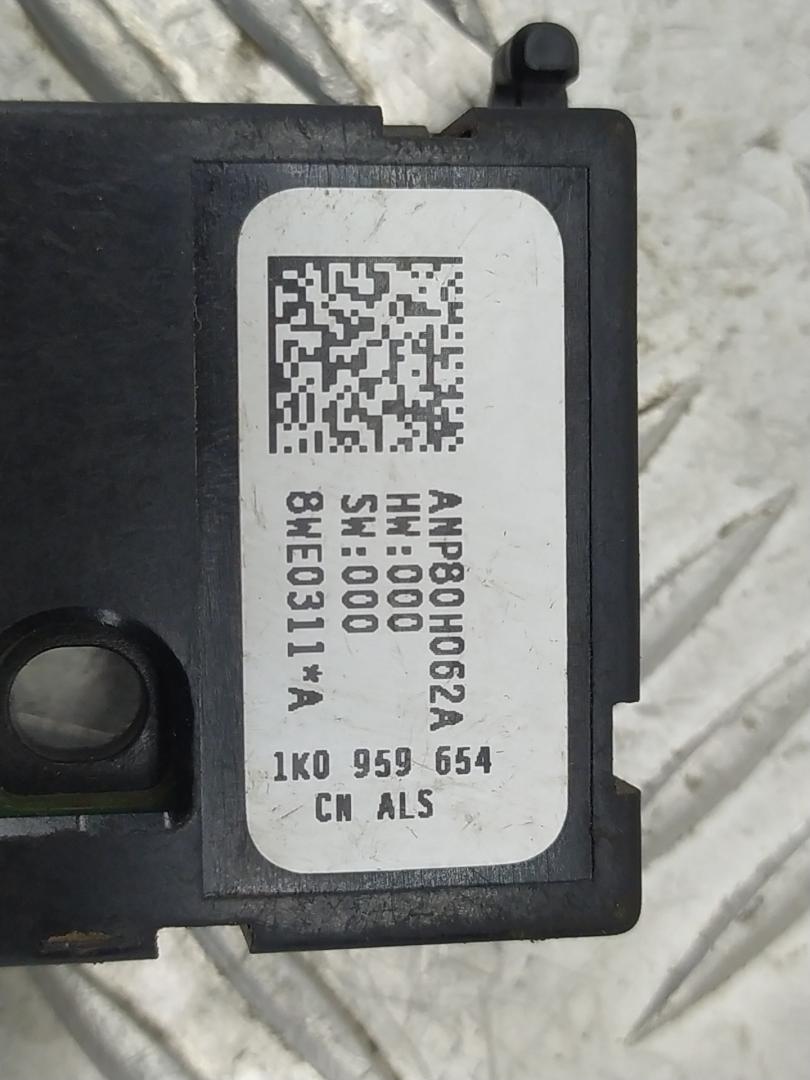 ANP80H062A
HW:000
SW:000
8WE0311*A
1K0 959 654
CN ALS